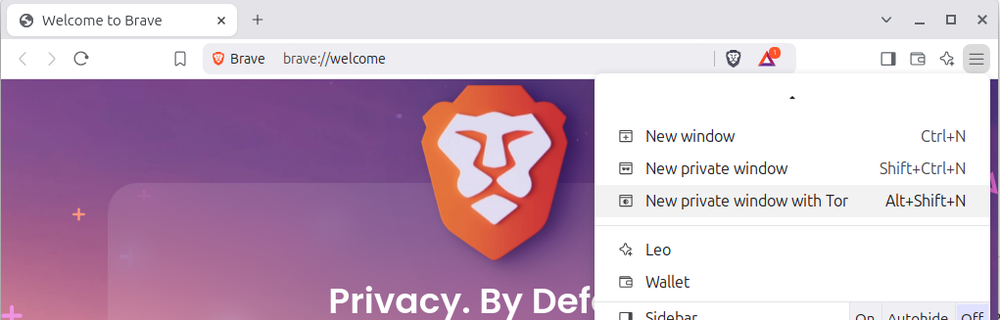 Welcome to Brave
Brave brave://welcome 1
New window Ctrl+N
New private window Shift+Ctrl+N
New private window with Tor Alt+Shift+N
Leo
Wallet
Privacy. By Defa
Sidebar On Autohide Off